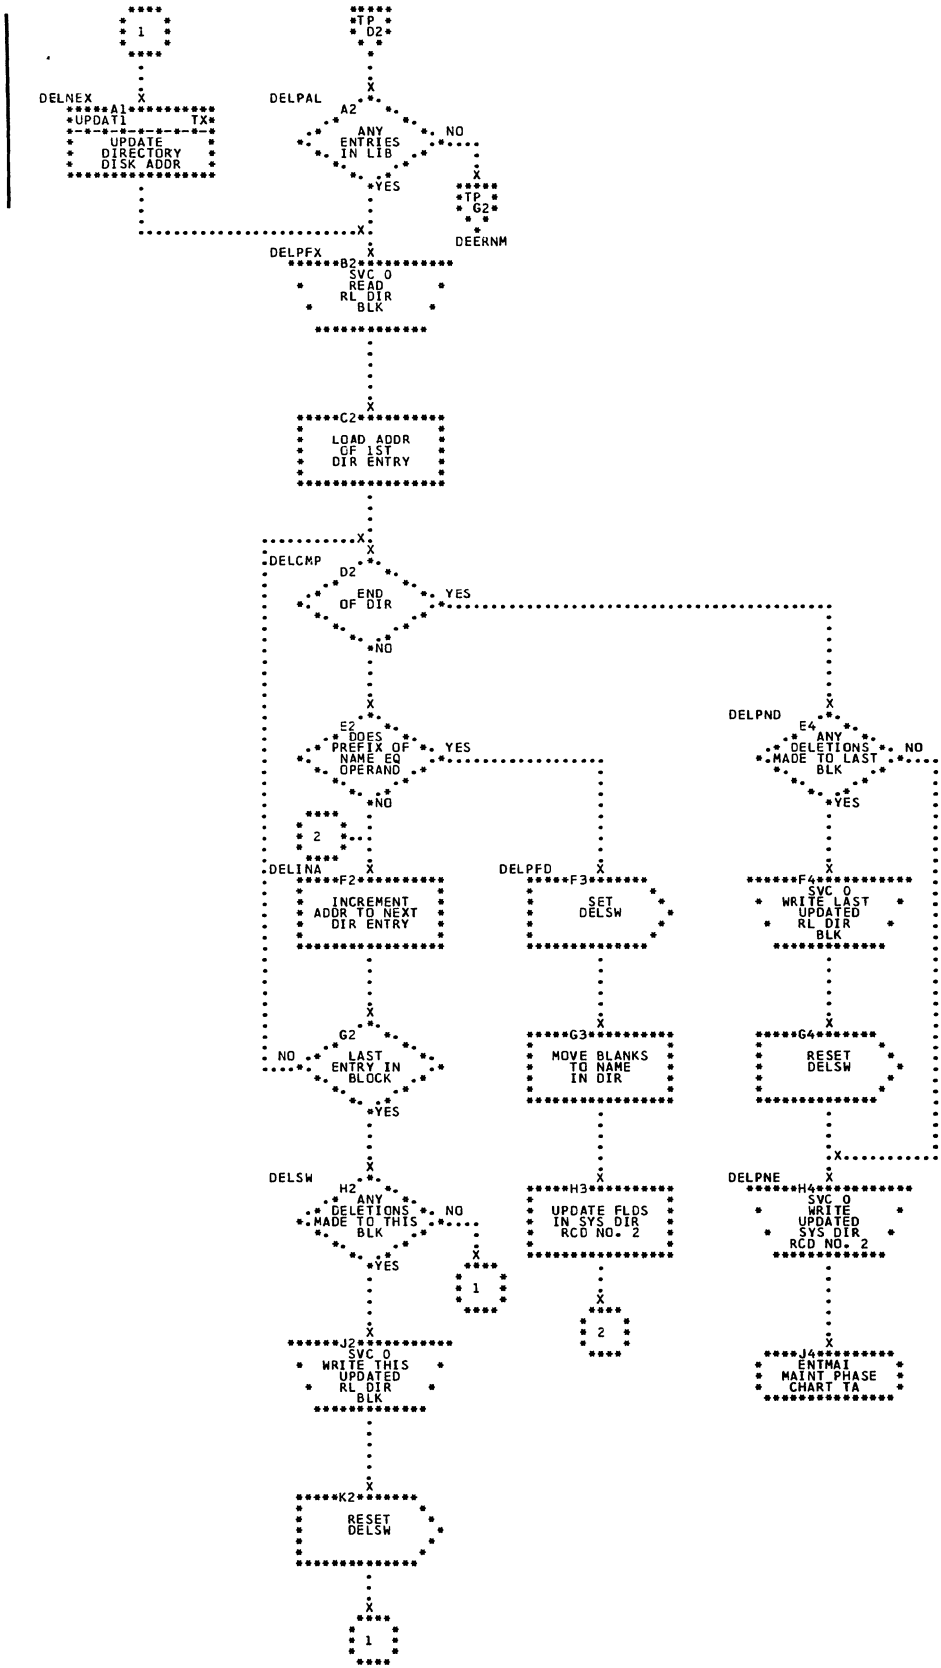 1
TP
D2
DELNEX
A1
UPDAT1 TX
UPDATE
DIRECTORY
DISK ADDR
DELPAL
A2
ANY
ENTRIES
IN LIB
NO
YES
TP
G2
DEERNM
DELPFX
B2
SVC 0
READ
RL DIR
BLK
C2
LOAD ADDR
OF 1ST
DIR ENTRY
DELCMP
D2
END
OF DIR
YES
NO
E2
DOES
PREFIX OF
NAME EQ
OPERAND
YES
NO
DELPND
E4
ANY
DELETIONS
MADE TO LAST
BLK
NO
YES
2
DELINA
F2
INCREMENT
ADDR TO NEXT
DIR ENTRY
DELPFD
F3
SET
DELSW
F4
SVC 0
WRITE LAST
UPDATED
RL DIR
BLK
G2
LAST
ENTRY IN
BLOCK
NO
YES
G3
MOVE BLANKS
TO NAME
IN DIR
G4
RESET
DELSW
DELSW
H2
ANY
DELETIONS
MADE TO THIS
BLK
NO
YES
1
H3
UPDATE FLDS
IN SYS DIR
RCD NO. 2
2
DELPNE
H4
SVC 0
WRITE
UPDATED
SYS DIR
RCD NO. 2
J2
SVC 0
WRITE THIS
UPDATED
RL DIR
BLK
J4
ENTMAI
MAINT PHASE
CHART TA
K2
RESET
DELSW
1